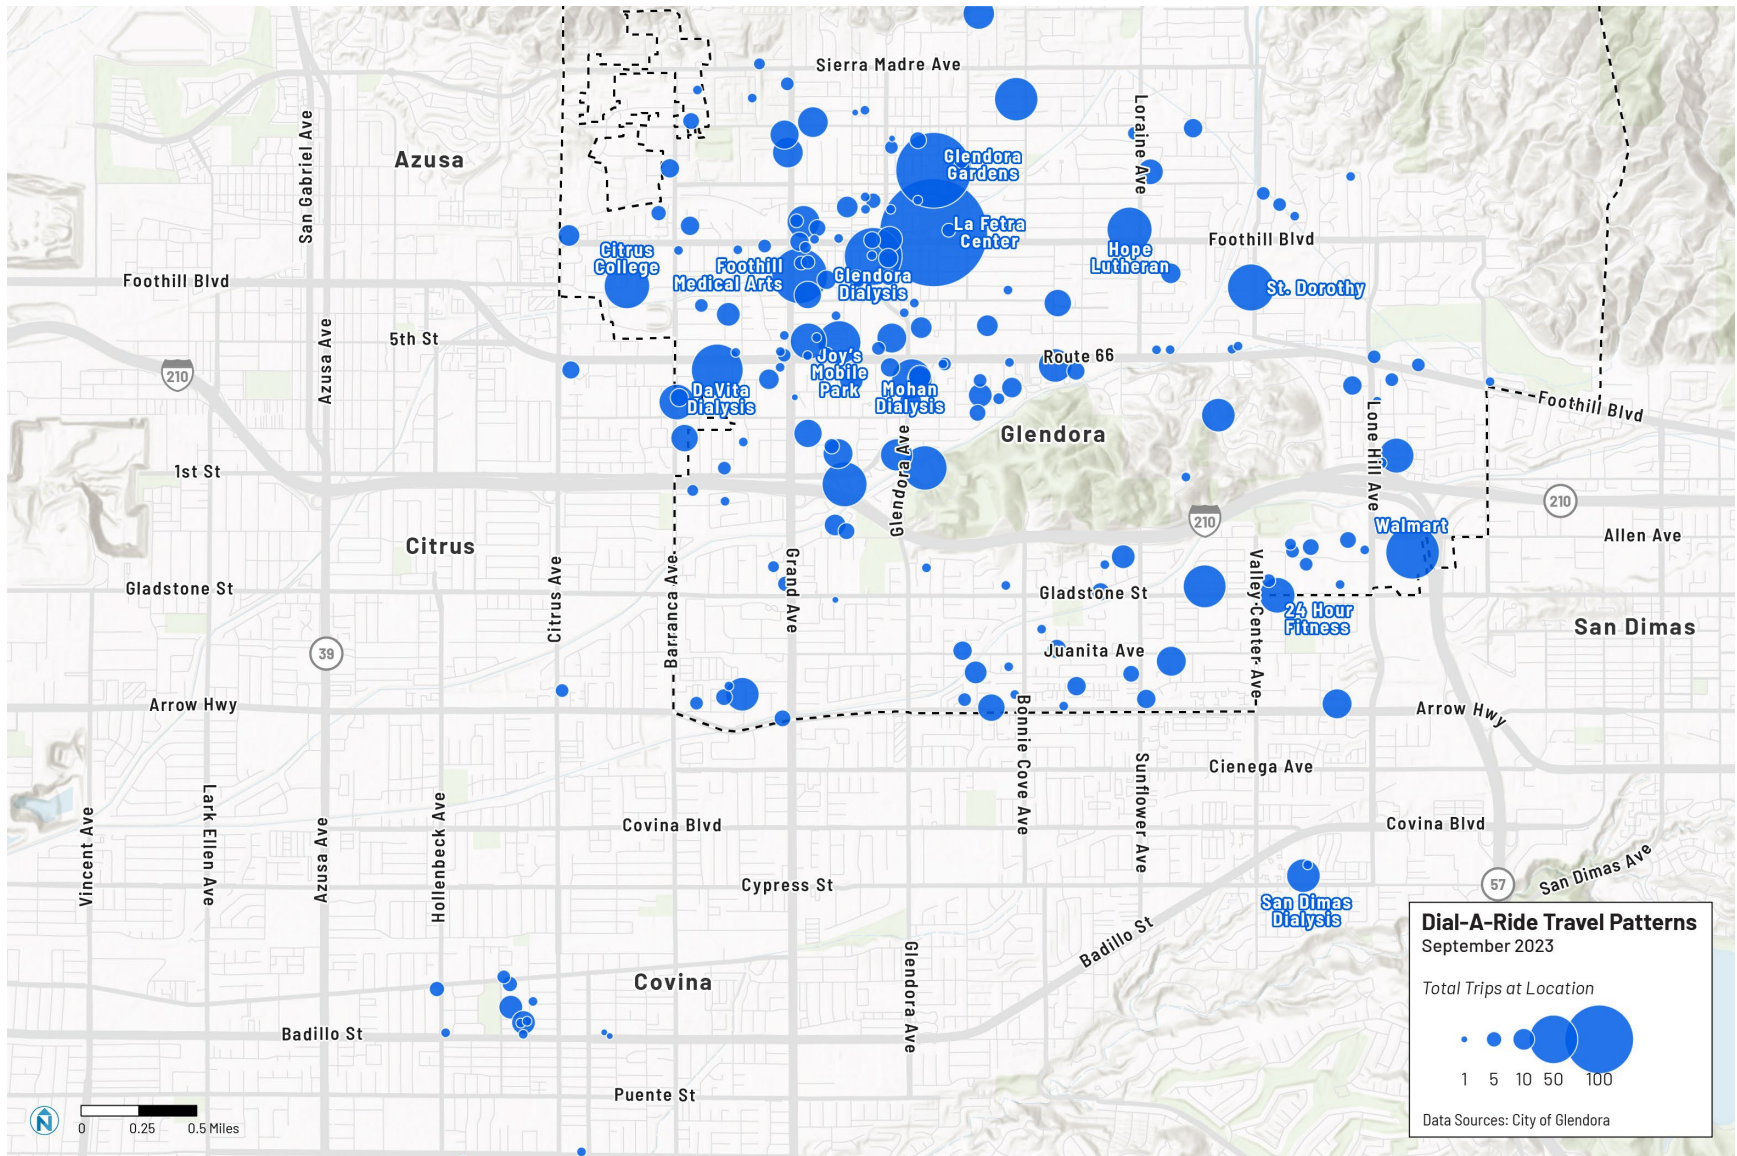 Sierra Madre Ave
Loraine Ave
San Gabriel Ave
Azusa
Glendora
Gardens
La Fetra
Center
Citrus
College
Foothill
Medical Arts
Glendora
Dialysis
Hope
Lutheran
Foothill Blvd
St. Dorothy
Foothill Blvd
5th St
Azusa Ave
210
Route 66
Joy's
Mobile
Park
DaVita
Dialysis
Mohan
Dialysis
Foothill Blvd
Glendora
Lone Hill Ave
1st St
Glendora Ave
210
210
Walmart
Allen Ave
Citrus
Citrus Ave
Barranca Ave
Grand Ave
Valley Center Ave
Gladstone St
Gladstone St
24 Hour
Fitness
San Dimas
39
Juanita Ave
Arrow Hwy
Arrow Hwy
Bonnie Cove Ave
Sunflower Ave
Cienega Ave
Vincent Ave
Lark Ellen Ave
Azusa Ave
Hollenbeck Ave
Covina Blvd
Covina Blvd
Cypress St
57
San Dimas Ave
San Dimas
Dialysis
Badillo St
Glendora Ave
Covina
Badillo St
Puente St
N
0
0.25
0.5 Miles
Dial-A-Ride Travel Patterns
September 2023
Total Trips at Location
1 5 10 50 100
Data Sources: City of Glendora